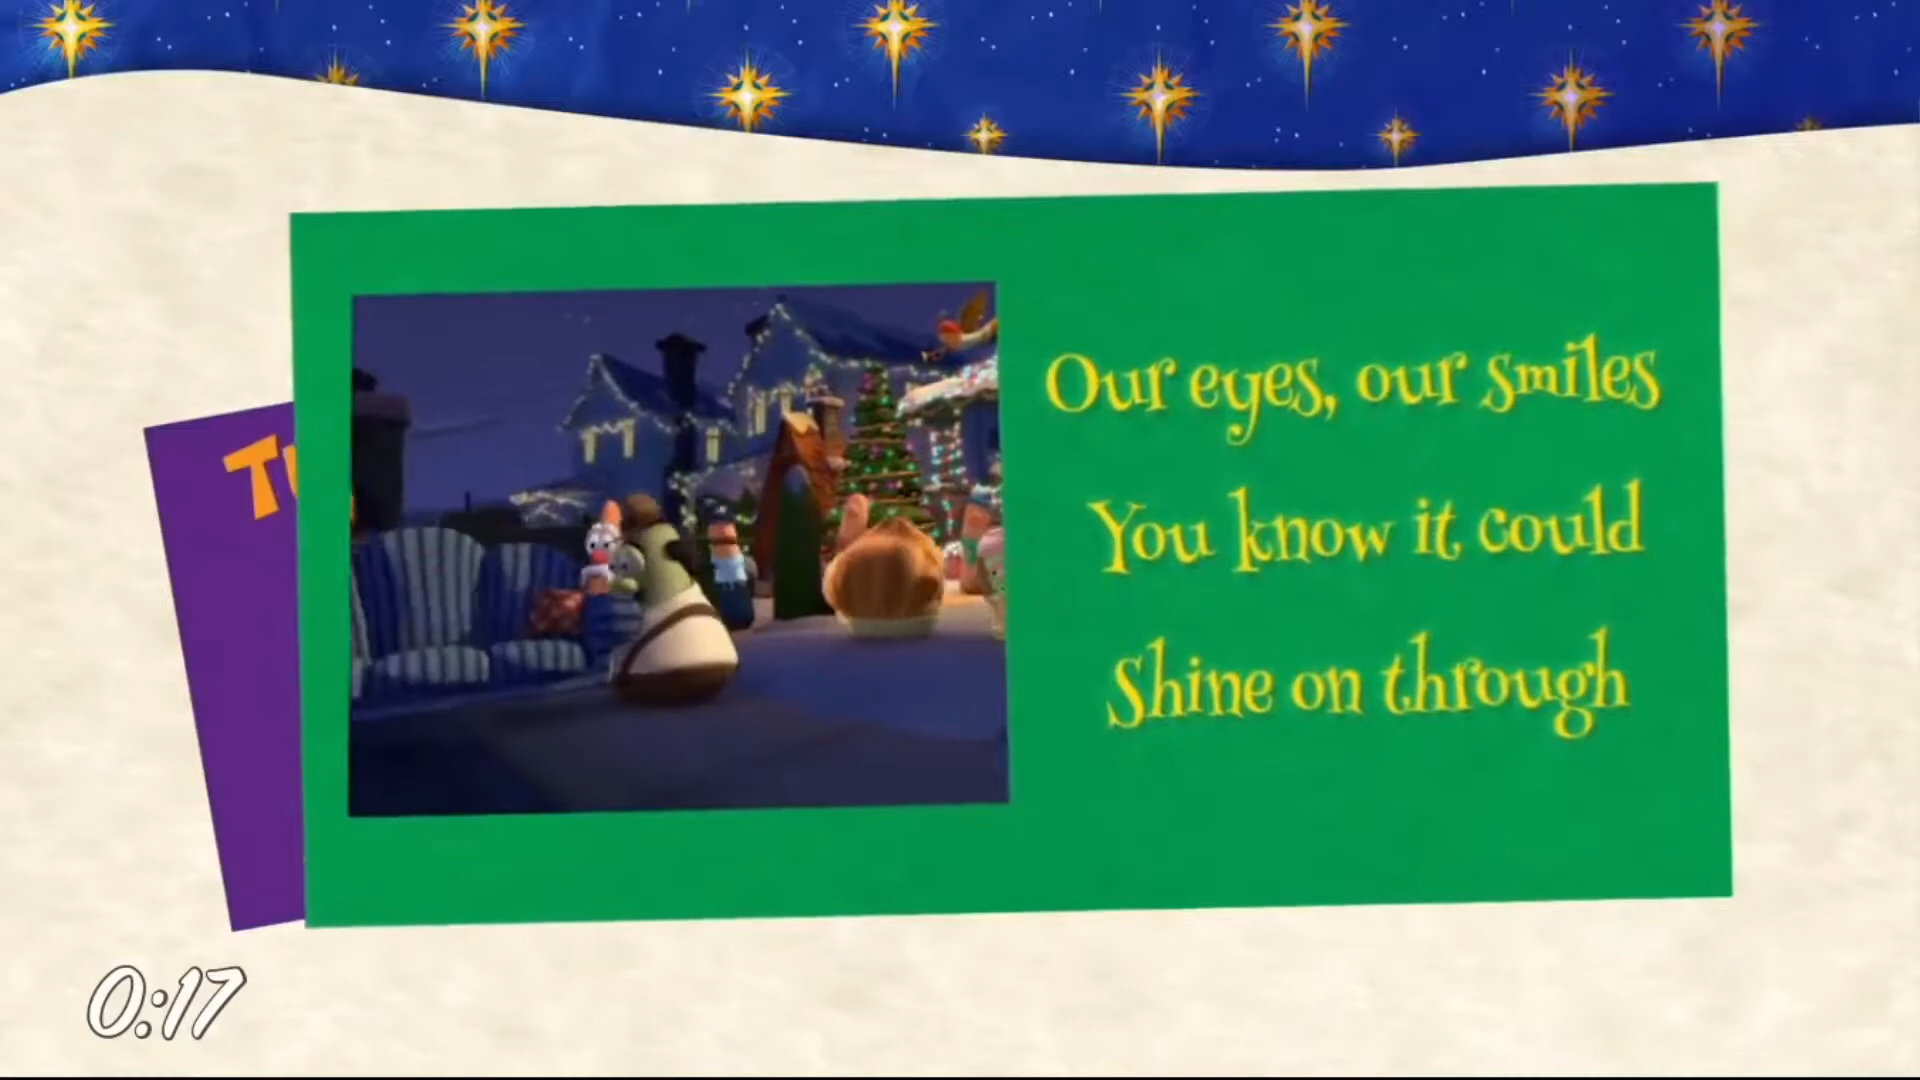 Our eyes, our smiles
You know it could
Shine on through
0:17